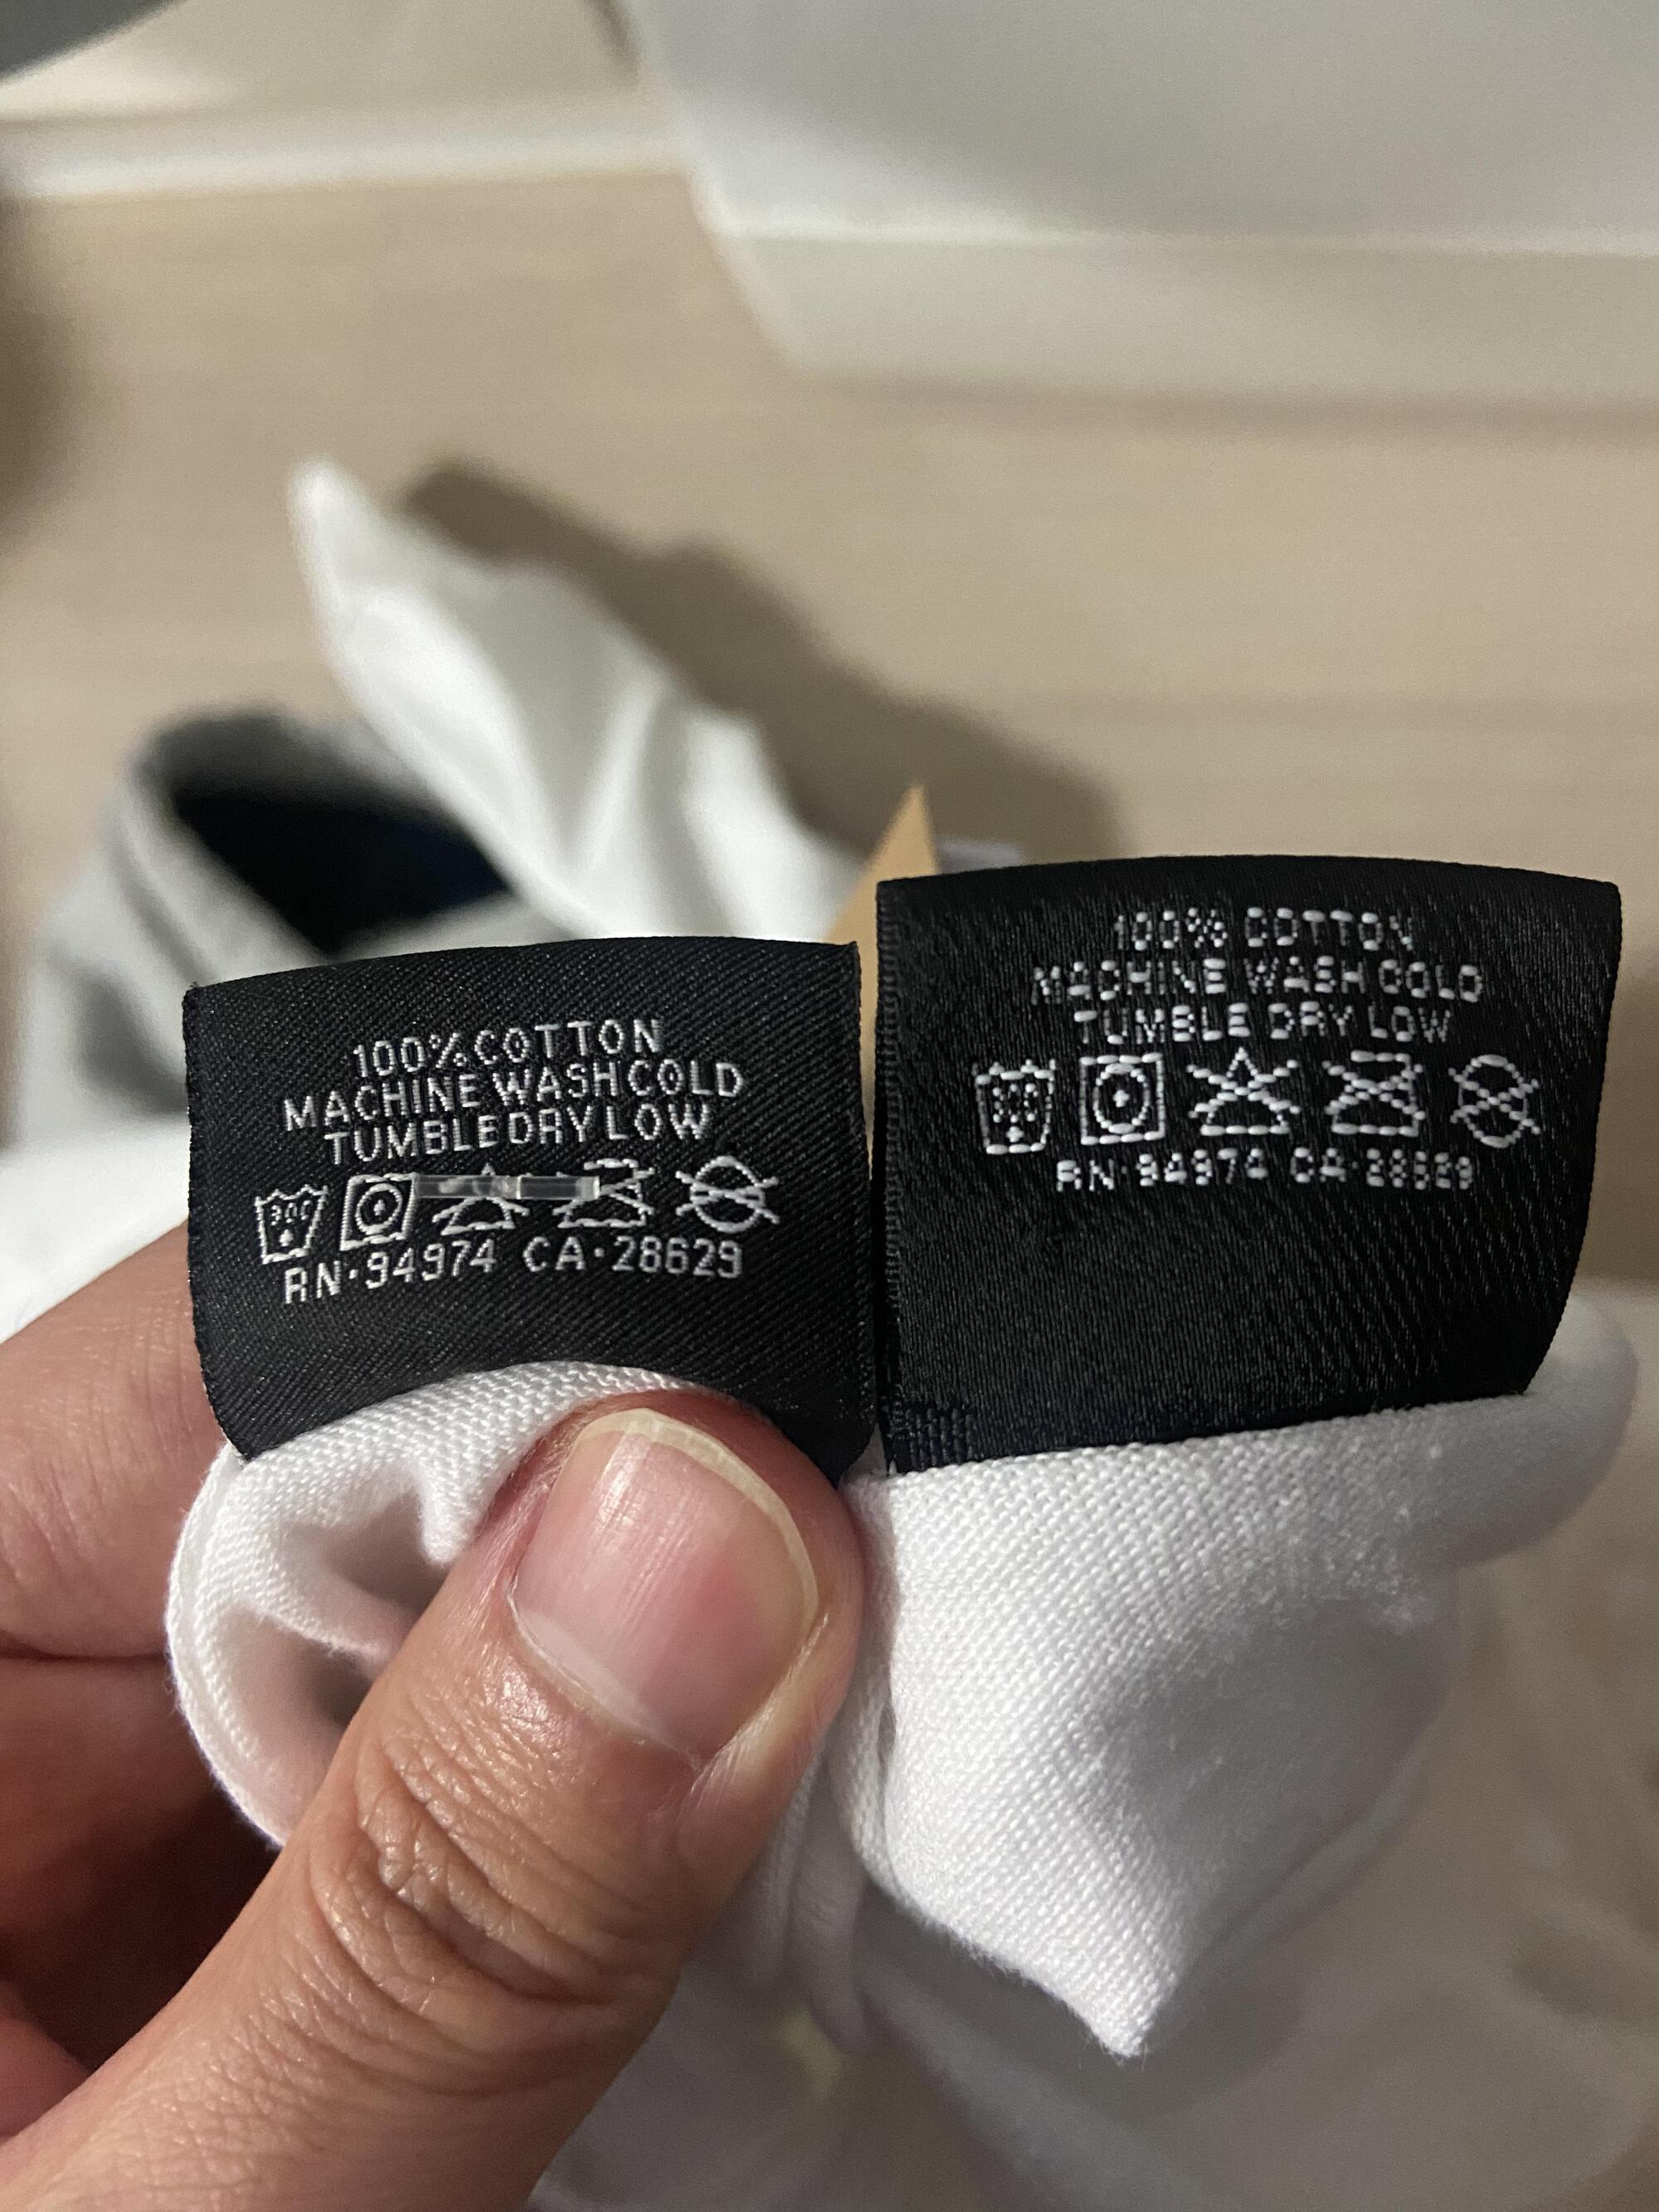 100% COTTON
MACHINE WASH COLD
TUMBLE DRY LOW
30C
RN·94974 CA·28629
100% COTTON
MACHINE WASH COLD
TUMBLE DRY LOW
RN·94974 CA·28629